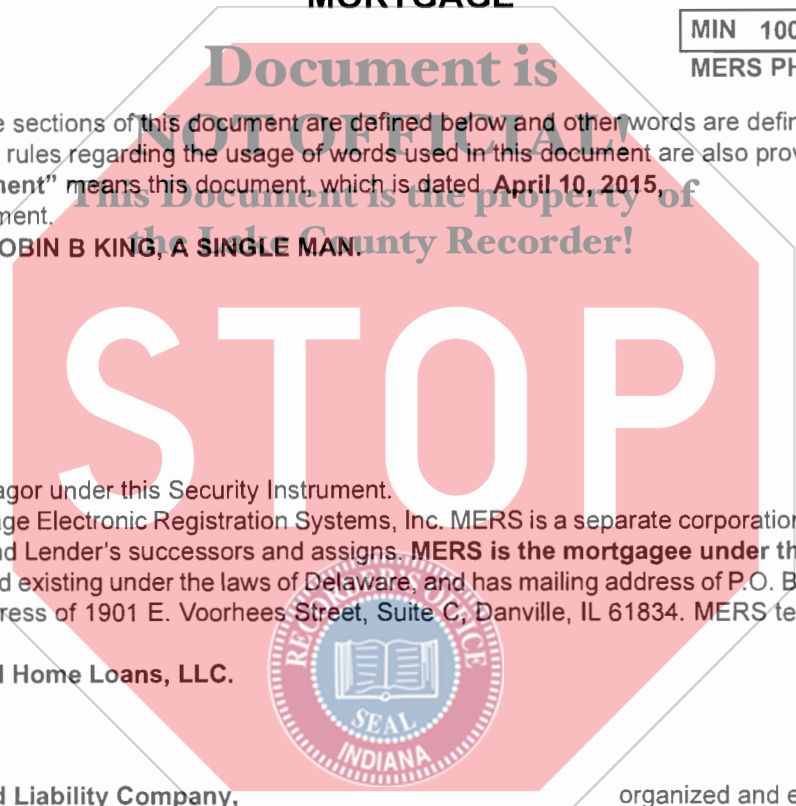 MORTGAGE
MIN 100
MERS PH
Document is
NOT OFFICIAL!
This Document is the property of
the Lake County Recorder!
e sections of this document are defined below and other words are defin
rules regarding the usage of words used in this document are also prov
ment” means this document, which is dated April 10, 2015,
ment.
OBIN B KING, A SINGLE MAN.
STOP
agor under this Security Instrument.
ge Electronic Registration Systems, Inc. MERS is a separate corporation
nd Lender's successors and assigns. MERS is the mortgagee under th
d existing under the laws of Delaware, and has mailing address of P.O. B
ress of 1901 E. Voorhees Street, Suite C, Danville, IL 61834. MERS te
l Home Loans, LLC.
RECORDER'S OFFICE
SEAL
INDIANA
d Liability Company,
organized and e